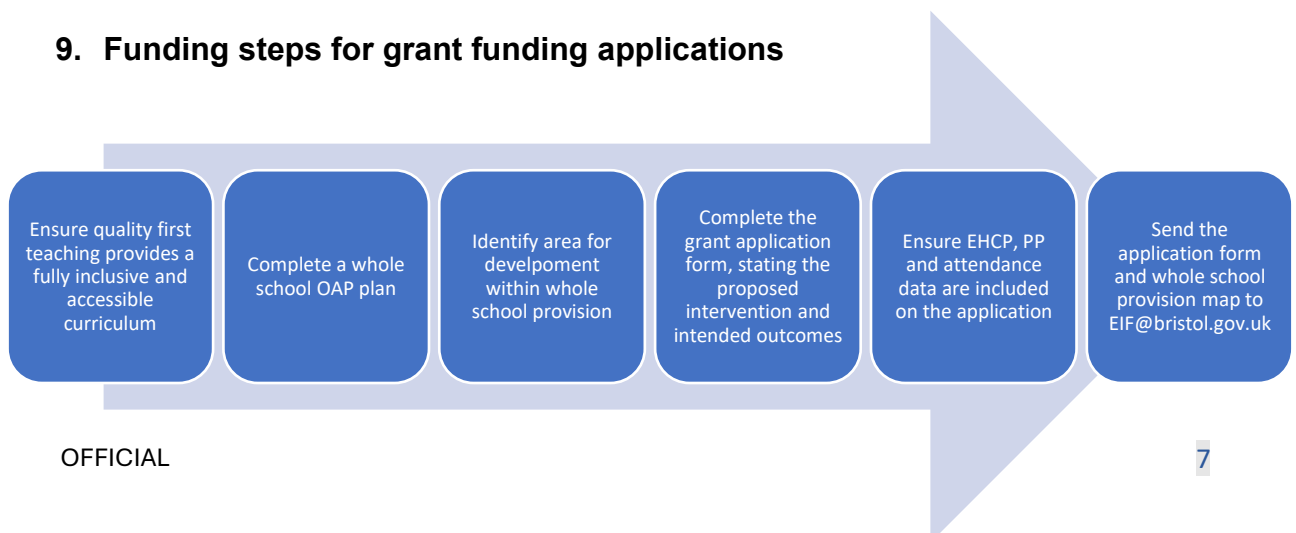 9. Funding steps for grant funding applications
Ensure quality first
teaching provides a
fully inclusive and
accessible
curriculum
Complete a whole
school OAP plan
Identify area for
develpoment
within whole
school provision
Complete the
grant application
form, stating the
proposed
intervention and
intended outcomes
Ensure EHCP, PP
and attendance
data are included
on the application
Send the
application form
and whole school
provision map to
EIF@bristol.gov.uk
OFFICIAL
7